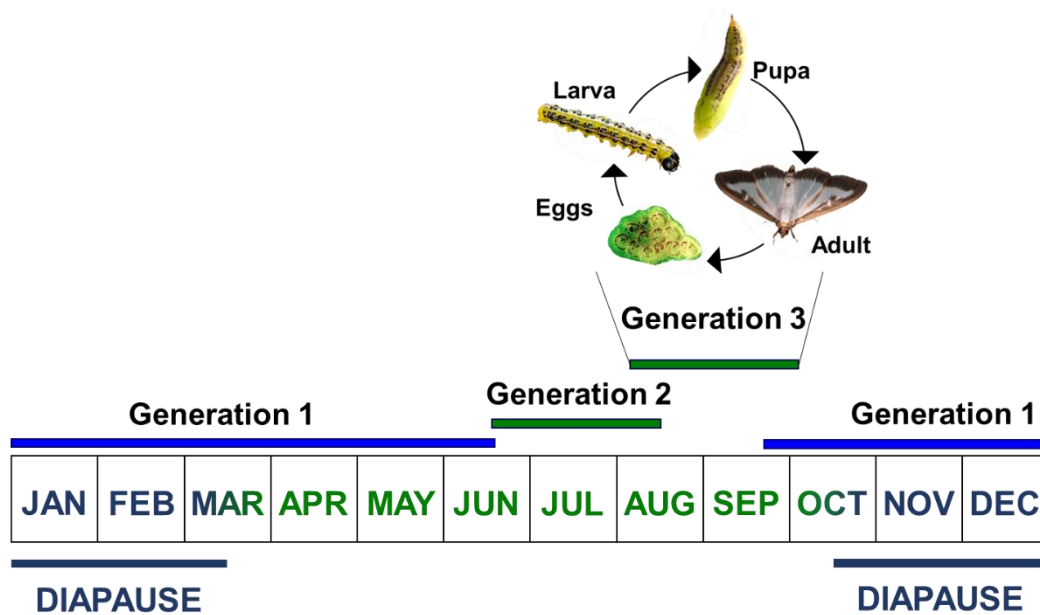 Pupa
Larva
Eggs
Adult
Generation 3
Generation 2
Generation 1
Generation 1
JAN FEB MAR APR MAY JUN JUL AUG SEP OCT NOV DEC
DIAPAUSE
DIAPAUSE